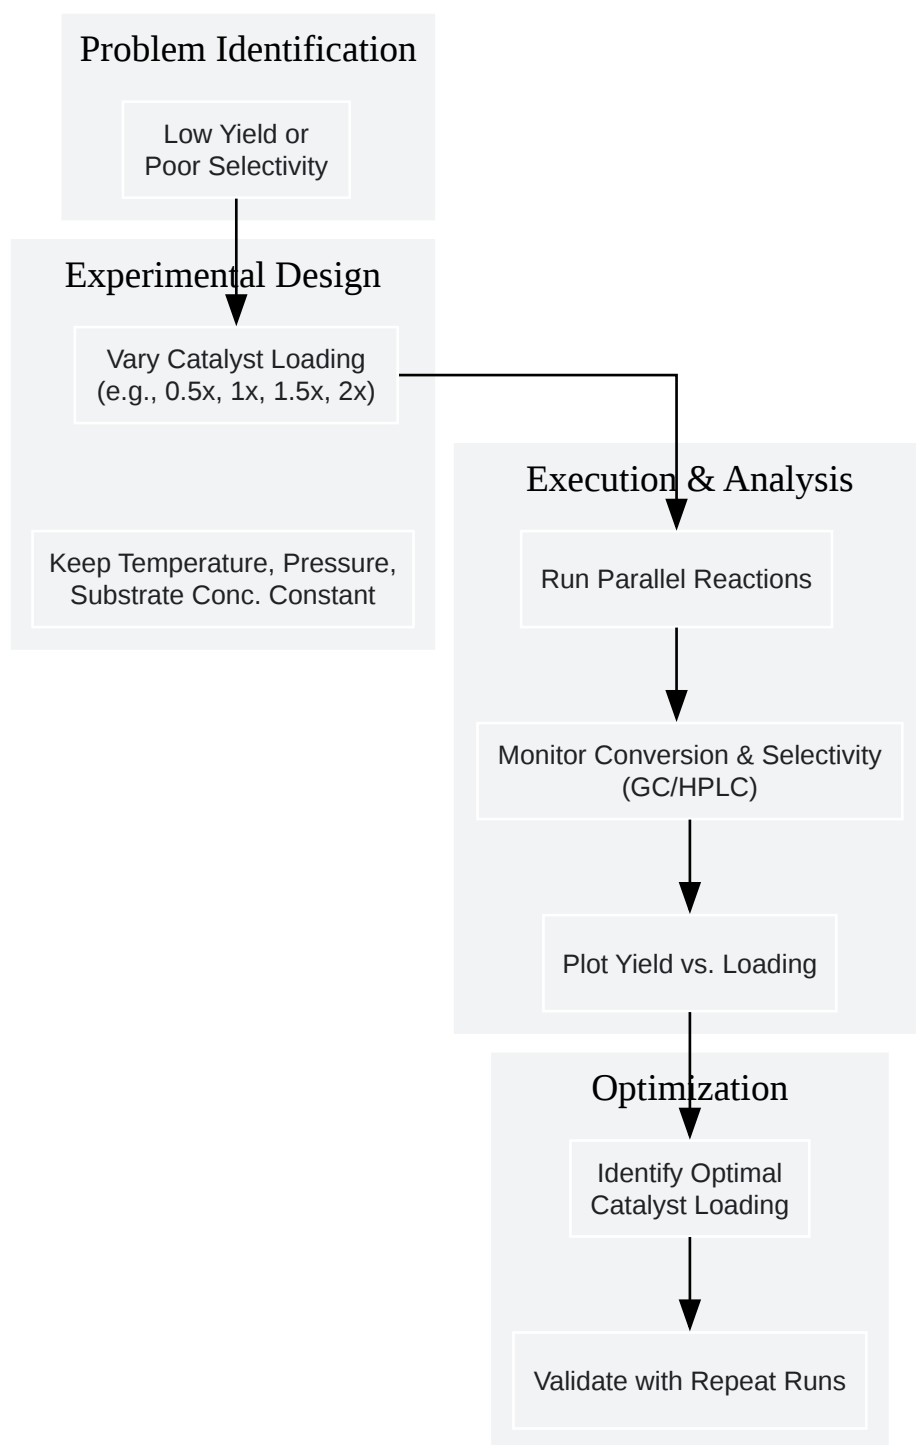 Problem Identification
Low Yield or
Poor Selectivity
Experimental Design
Vary Catalyst Loading
(e.g., 0.5x, 1x, 1.5x, 2x)
Keep Temperature, Pressure,
Substrate Conc. Constant
Execution & Analysis
Run Parallel Reactions
Monitor Conversion & Selectivity
(GC/HPLC)
Plot Yield vs. Loading
Optimization
Identify Optimal
Catalyst Loading
Validate with Repeat Runs